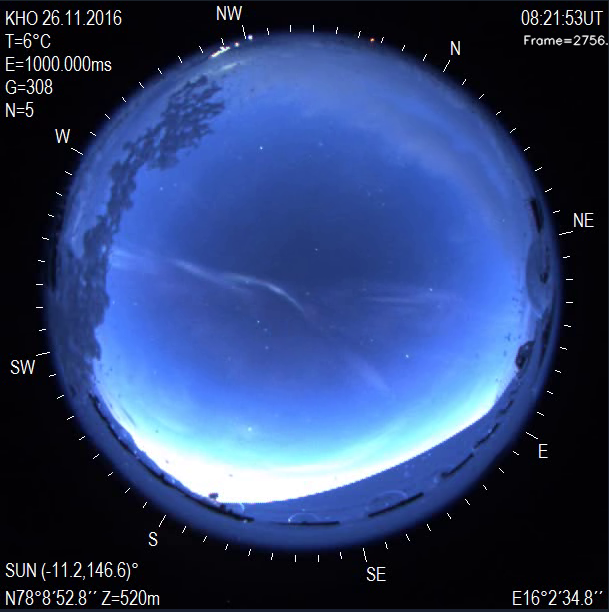 KHO 26.11.2016
T=6°C
E=1000.000ms
G=308
N=5
08:21:53UT
Frame=2756.
NW
N
W
NE
SW
E
S
SE
SUN (-11.2,146.6)°
N78°8'52.8'' Z=520m
E16°2'34.8''